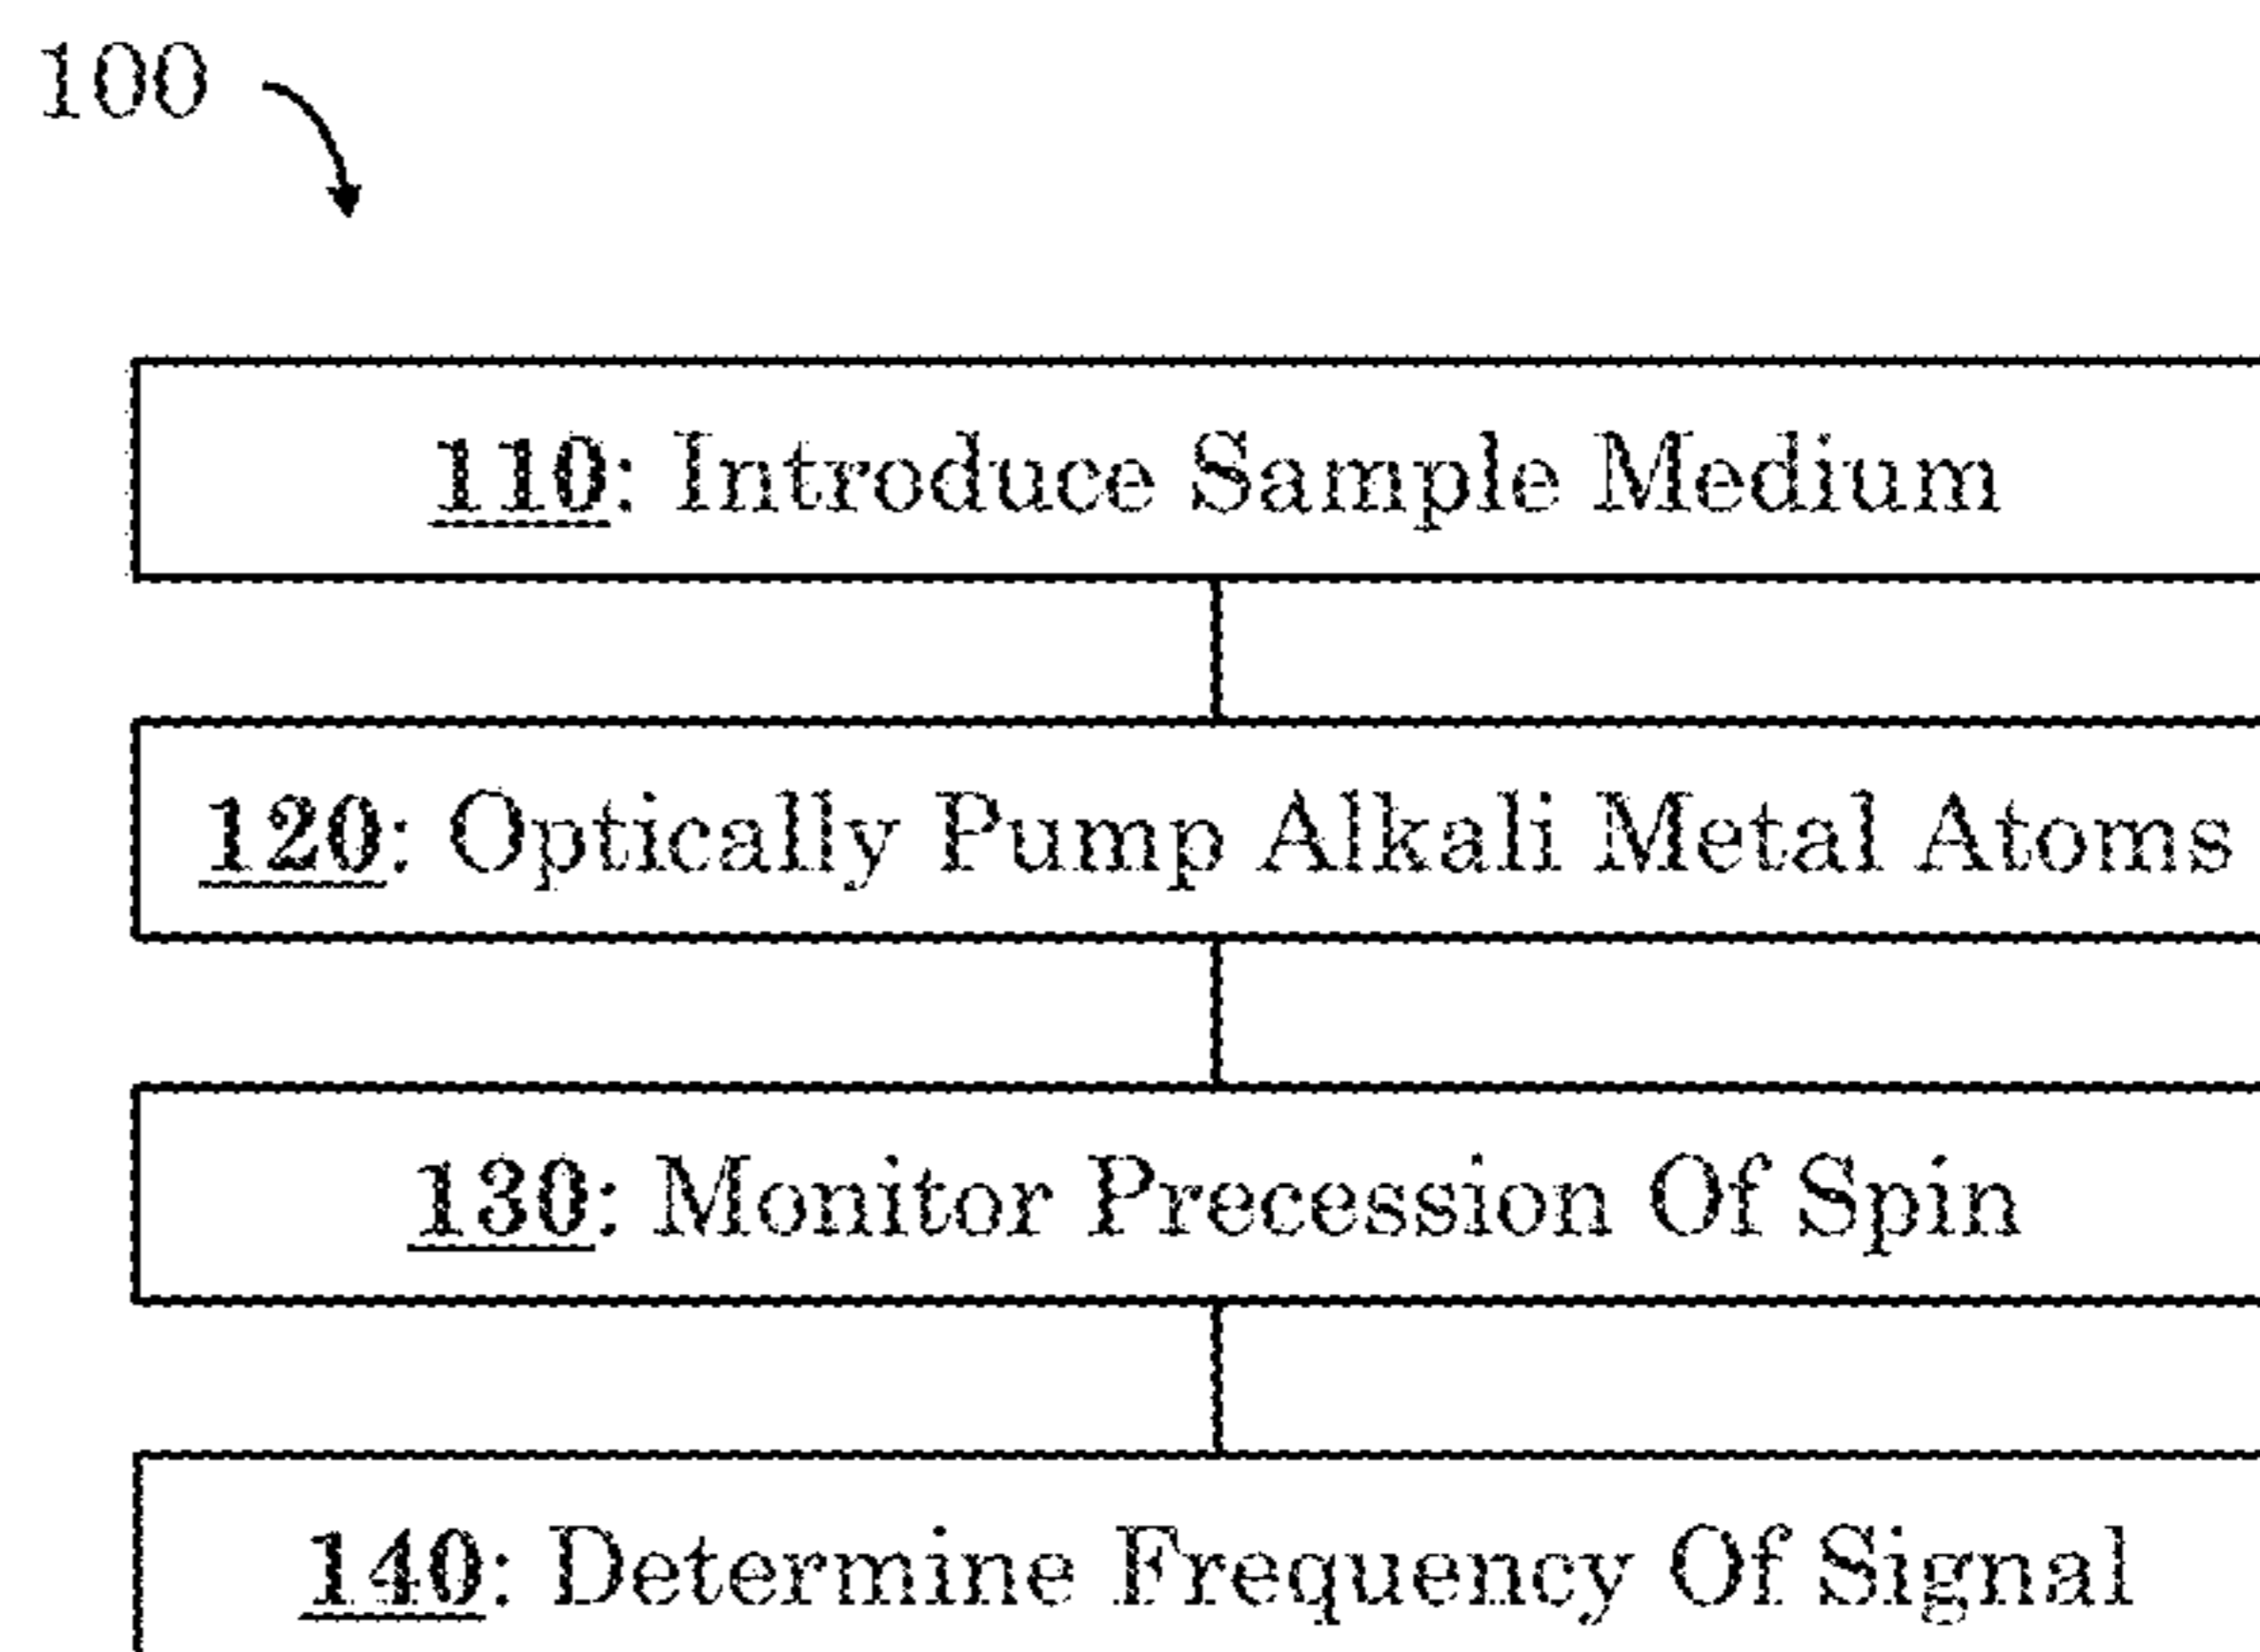 100
110: Introduce Sample Medium
120: Optically Pump Alkali Metal Atoms
130: Monitor Precession Of Spin
140: Determine Frequency Of Signal